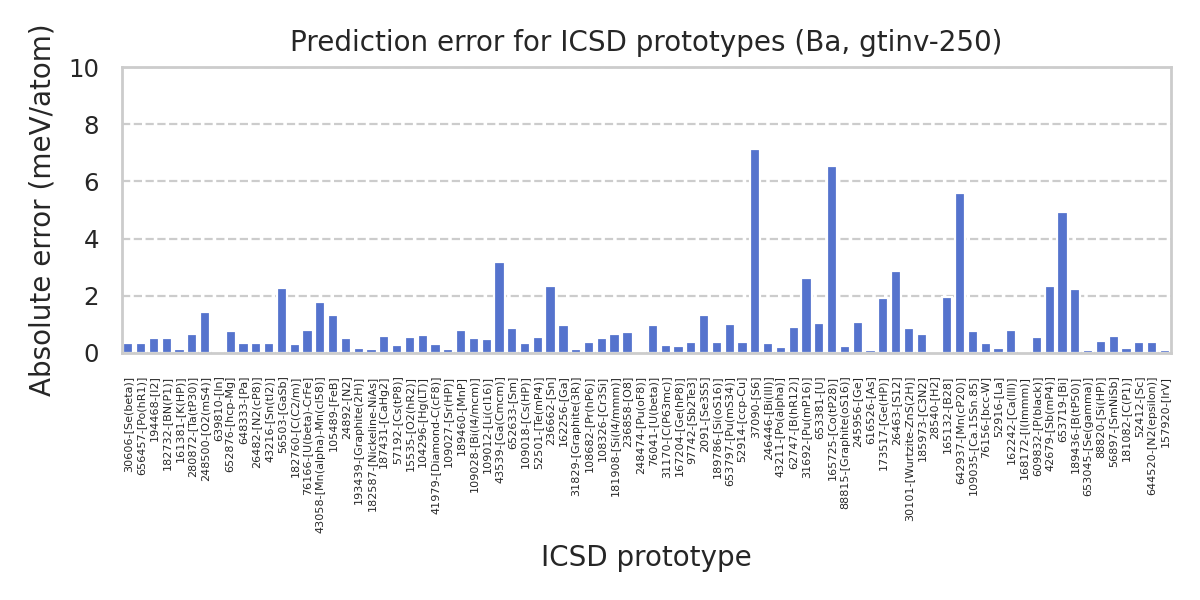 Prediction error for ICSD prototypes (Ba, gtinv-250)
Absolute error (meV/atom)
10
8
6
4
2
0
30606-[Se(beta)]
656457-[Po(hR1)]
194468-[I2]
182732-[BN(P1)]
161381-[K(HP)]
280872-[Ta(tP30)]
248500-[O2(mS4)]
639810-[In]
652876-[hcp-Mg]
648333-[Pa]
26482-[N2(cP8)]
43216-[Sn(tI2)]
56503-[GaSb]
182760-[C(C2/m)]
76166-[U(beta)-CrFe]
43058-[Mn(alpha)-Mn(cI58)]
105489-[FeB]
24892-[N2]
193439-[Graphite(2H)]
182587-[Nickeline-NiAs]
187431-[CaHg2]
57192-[Cs(tP8)]
15535-[O2(hR2)]
104296-[Hg(LT)]
41979-[Diamond-C(cF8)]
109027-[Sr(HP)]
189460-[MnP]
109028-[Bi(I4/mcm)]
109012-[Li(cI16)]
43539-[Ga(Cmcm)]
652633-[Sm]
109018-[Cs(HP)]
52501-[Te(mP4)]
236662-[Sn]
162256-[Ga]
31829-[Graphite(3R)]
108682-[Pr(hP6)]
108326-[Cr3Si]
181908-[Si(I4/mmm)]
236858-[O8]
248474-[Pu(oF8)]
76041-[U(beta)]
31170-[C(P63mc)]
167204-[Ge(hP8)]
97742-[Sb2Te3]
2091-[Se3S5]
189786-[Si(oS16)]
653797-[Pu(mS34)]
52914-[ccp-Cu]
37090-[S6]
246446-[Bi(III)]
43211-[Po(alpha)]
62747-[B(hR12)]
31692-[Pu(mP16)]
653381-[U]
165725-[Co(tP28)]
88815-[Graphite(oS16)]
245956-[Ge]
616526-[As]
173517-[Ge(HP)]
26463-[S12]
30101-[Wurtzite-ZnS(2H)]
185973-[C3N2]
28540-[H2]
165132-[B28]
642937-[Mn(cP20)]
109035-[Ca.15Sn.85]
76156-[bcc-W]
52916-[La]
162242-[Ca(III)]
168172-[I(Immm)]
609832-[P(black)]
42679-[Sb(mP4)]
653719-[Bi]
189436-[B(tP50)]
653045-[Se(gamma)]
88820-[Si(HP)]
56897-[SmNiSb]
181082-[C(P1)]
52412-[Sc]
644520-[N2(epsilon)]
157920-[IrV]
ICSD prototype